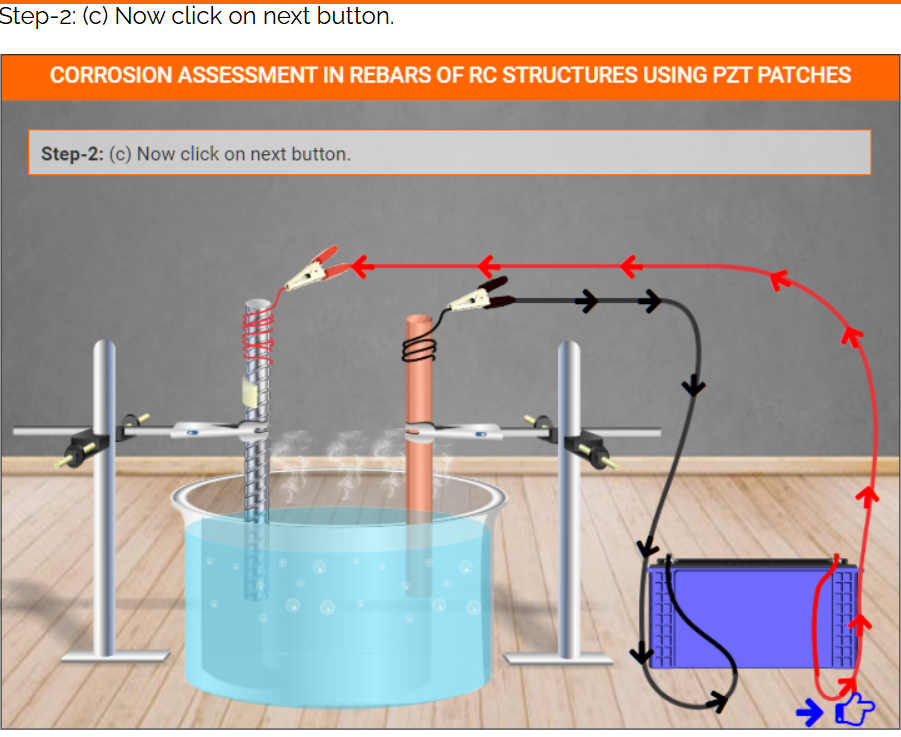 Step-2: (c) Now click on next button.
CORROSION ASSESSMENT IN REBARS OF RC STRUCTURES USING PZT PATCHES
Step-2: (c) Now click on next button.